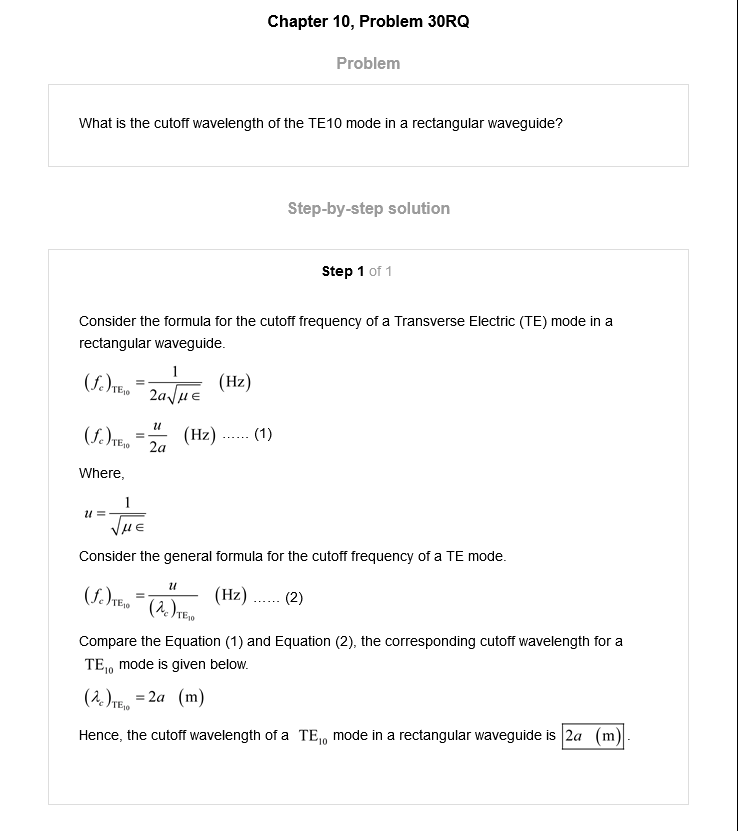 Chapter 10, Problem 30RQ
Problem
What is the cutoff wavelength of the TE10 mode in a rectangular waveguide?
Step-by-step solution
Step 1 of 1
Consider the formula for the cutoff frequency of a Transverse Electric (TE) mode in a
rectangular waveguide.
(f_c)_{TE_{10}} = \frac{1}{2a\sqrt{\mu\in}} (Hz)
(f_c)_{TE_{10}} = \frac{u}{2a} (Hz) ...... (1)
Where,
u = \frac{1}{\sqrt{\mu\in}}
Consider the general formula for the cutoff frequency of a TE mode.
(f_c)_{TE_{10}} = \frac{u}{(\lambda_c)_{TE_{10}}} (Hz) ...... (2)
Compare the Equation (1) and Equation (2), the corresponding cutoff wavelength for a
TE_{10} mode is given below.
(\lambda_c)_{TE_{10}} = 2a (m)
Hence, the cutoff wavelength of a TE_{10} mode in a rectangular waveguide is 2a (m).